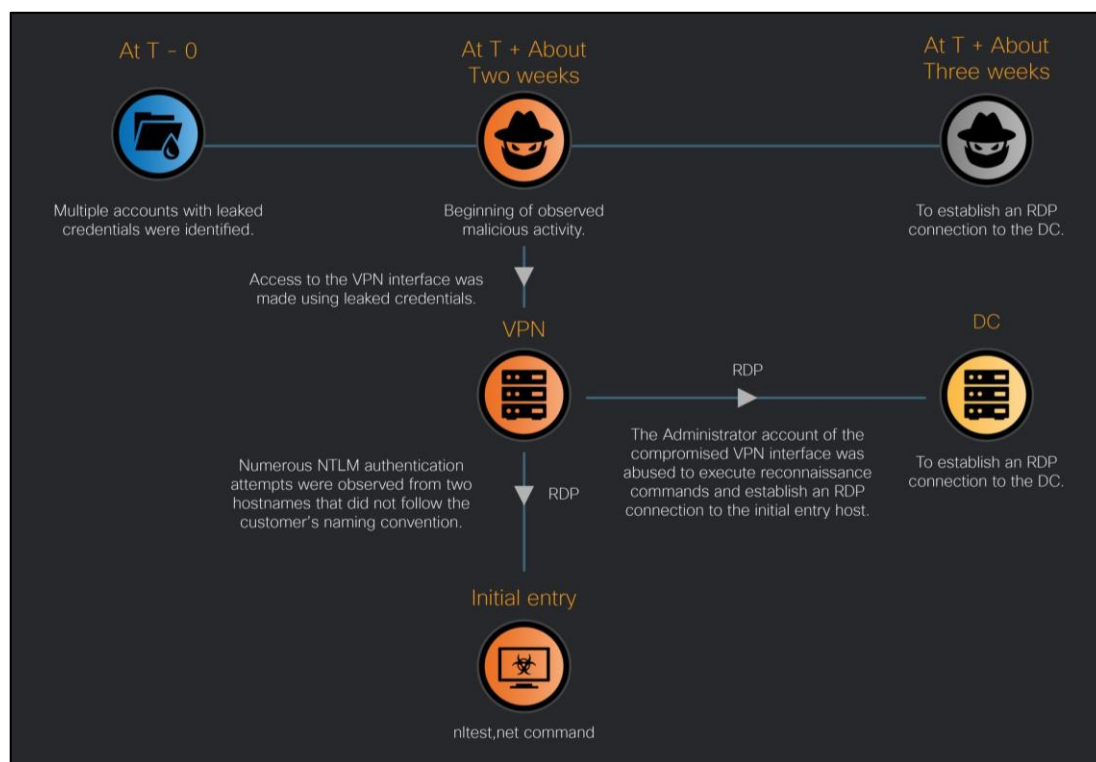 At T - 0
Multiple accounts with leaked
credentials were identified.
At T + About
Two weeks
Beginning of observed
malicious activity.
At T + About
Three weeks
To establish an RDP
connection to the DC.
Access to the VPN interface was
made using leaked credentials.
VPN
RDP
The Administrator account of the
compromised VPN interface was
abused to execute reconnaissance
commands and establish an RDP
connection to the initial entry host.
DC
To establish an RDP
connection to the DC.
Numerous NTLM authentication
attempts were observed from two
hostnames that did not follow the
customer's naming convention.
RDP
Initial entry
nltest,net command